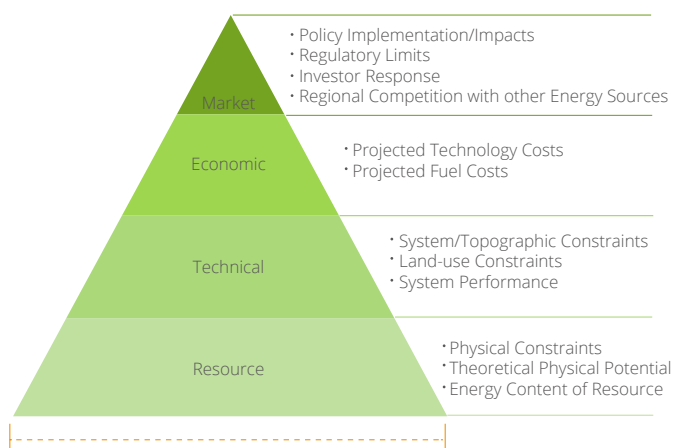 Market
• Policy Implementation/Impacts
• Regulatory Limits
• Investor Response
• Regional Competition with other Energy Sources
Economic
• Projected Technology Costs
• Projected Fuel Costs
Technical
• System/Topographic Constraints
• Land-use Constraints
• System Performance
Resource
• Physical Constraints
• Theoretical Physical Potential
• Energy Content of Resource